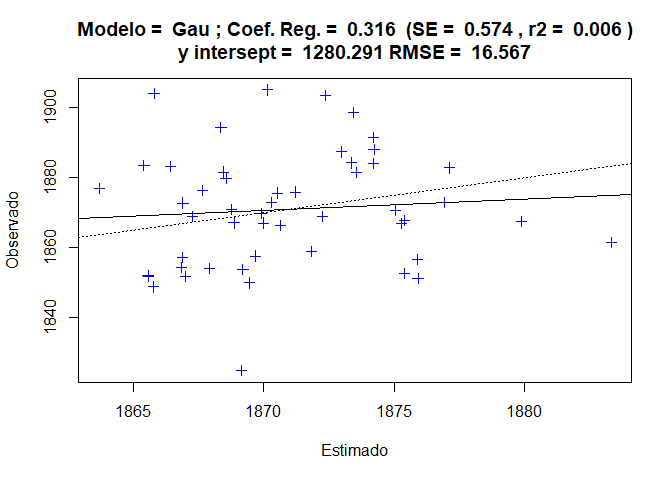 Modelo = Gau ; Coef. Reg. = 0.316 (SE = 0.574 , r2 = 0.006 )
y intersept = 1280.291 RMSE = 16.567
Observado
1900
1880
1860
1840
1865 1870 1875 1880
Estimado